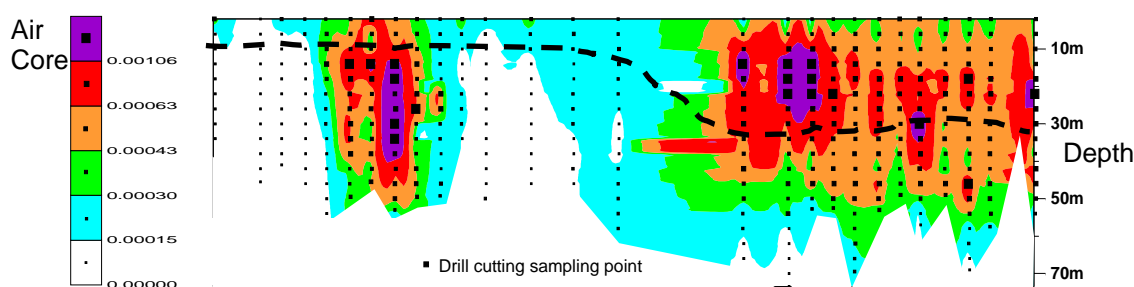 Air
Core
0.00106
0.00063
0.00043
0.00030
0.00015
0.00000
10m
30m
Depth
50m
70m
Drill cutting sampling point